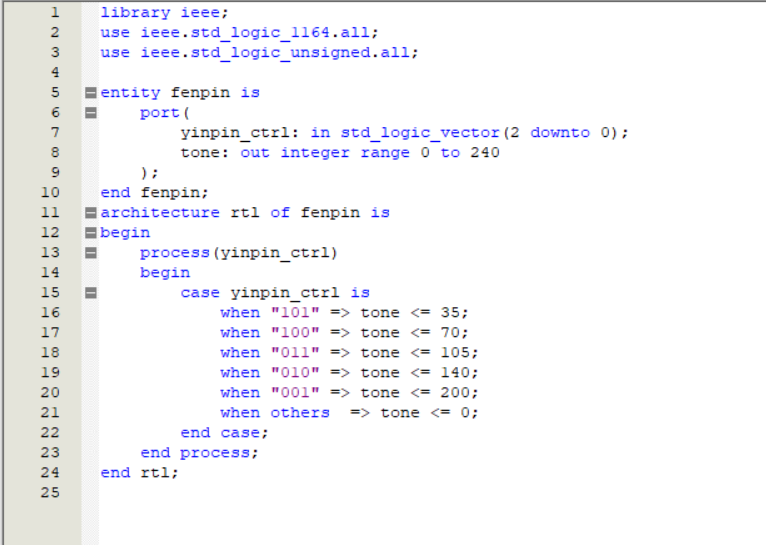 1 library ieee;
2 use ieee.std_logic_1164.all;
3 use ieee.std_logic_unsigned.all;
4
5 entity fenpin is
6 port(
7 yinpin_ctrl: in std_logic_vector(2 downto 0);
8 tone: out integer range 0 to 240
9 );
10 end fenpin;
11 architecture rtl of fenpin is
12 begin
13 process(yinpin_ctrl)
14 begin
15 case yinpin_ctrl is
16 when "101" => tone <= 35;
17 when "100" => tone <= 70;
18 when "011" => tone <= 105;
19 when "010" => tone <= 140;
20 when "001" => tone <= 200;
21 when others  => tone <= 0;
22 end case;
23 end process;
24 end rtl;
25